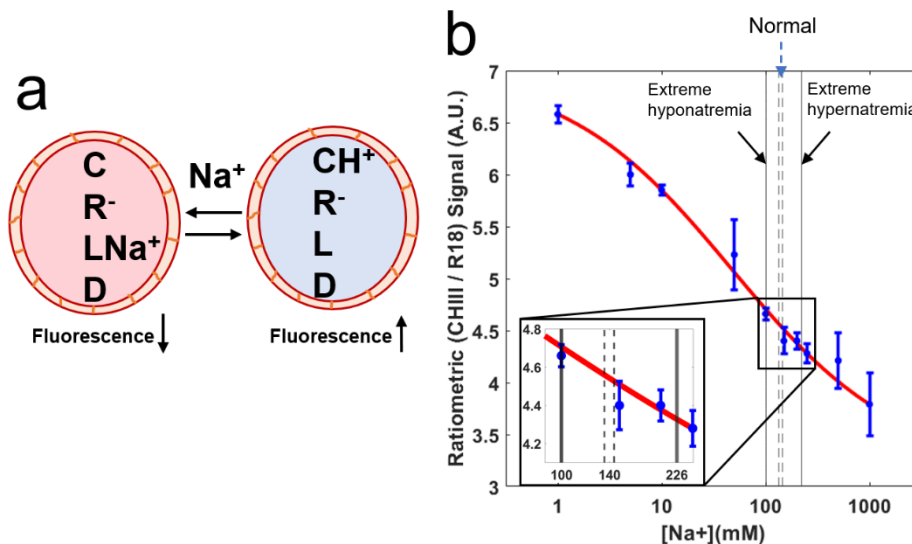 a
C
R-
LNa+
D
Fluorescence ↓
Na+
CH+
R-
L
D
Fluorescence ↑
b
Normal
Extreme
hyponatremia
Extreme
hypernatremia
Ratiometric (CHIII / R18) Signal (A.U.)
7
6.5
6
5.5
5
4.5
4
3.5
3
4.8
4.6
4.4
4.2
100
140
226
1
10
100
1000
[Na+](mM)